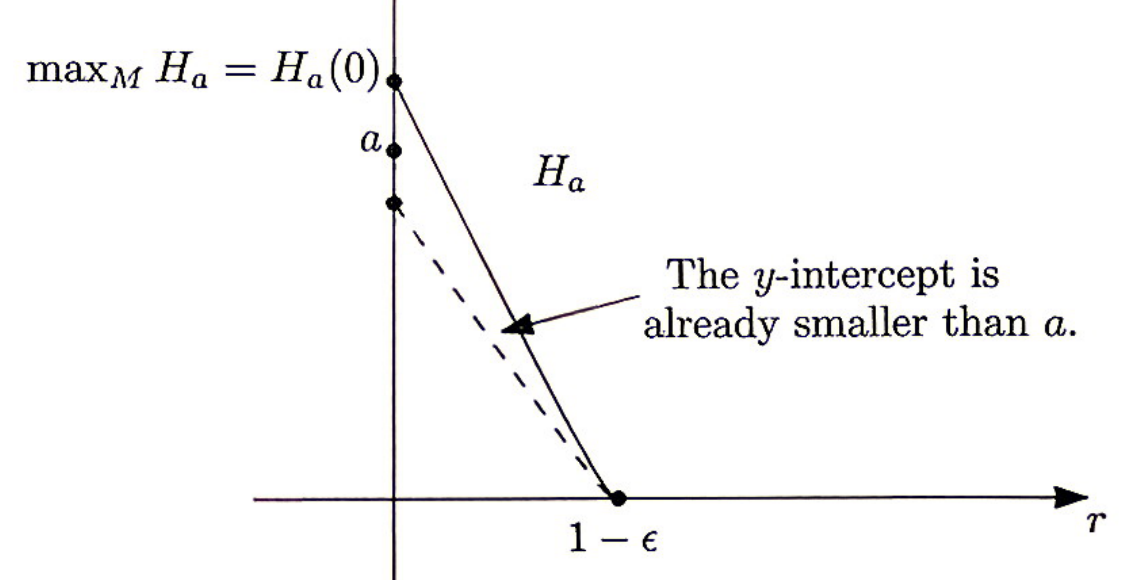 max_M H_a = H_a(0)
a
H_a
The y-intercept is
already smaller than a.
1 − ϵ
r